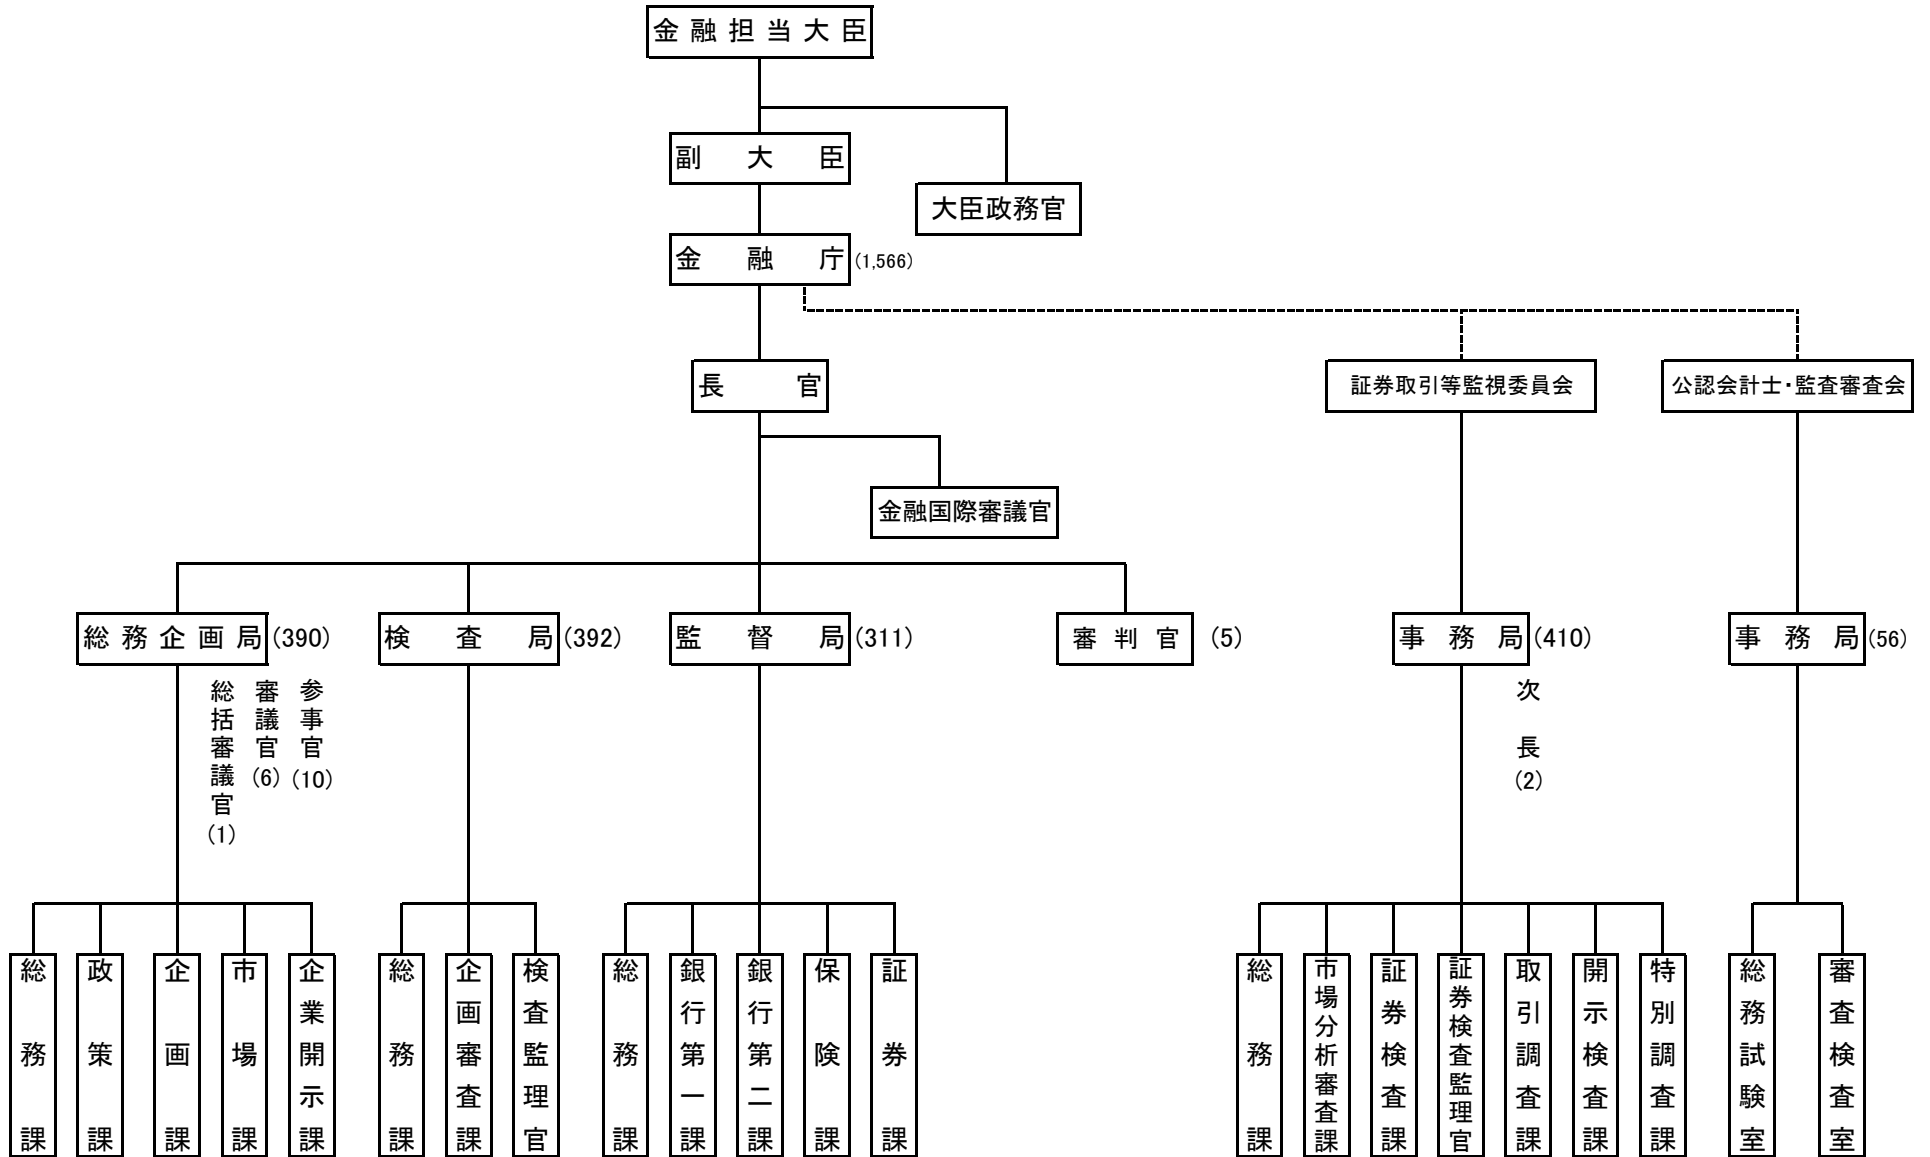 金融担当大臣
副大臣
大臣政務官
金融庁(1,566)
長官
証券取引等監視委員会
公認会計士・監査審査会
金融国際審議官
総務企画局(390)
検査局(392)
監督局(311)
審判官(5)
事務局(410)
事務局(56)
総括審議官(1)
審議官(6)
参事官(10)
次長(2)
総務課
政策課
企画課
市場課
企業開示課
総務課
企画審査課
検査監理官
総務課
銀行第一課
銀行第二課
保険課
証券課
総務課
市場分析審査課
証券検査課
証券検査監理官
取引調査課
開示検査課
特別調査課
総務試験室
審査検査室